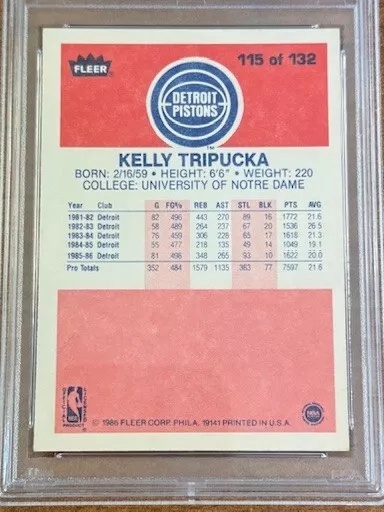 FLEER
115 of 132
DETROIT
PISTONS
TM
KELLY TRIPUCKA
BORN: 2/16/59 • HEIGHT: 6'6" • WEIGHT: 220
COLLEGE: UNIVERSITY OF NOTRE DAME
Year Club G FG% REB AST STL BLK PTS AVG
1981-82 Detroit 82 496 443 270 89 16 1772 21.6
1982-83 Detroit 58 489 264 237 67 20 1536 26.5
1983-84 Detroit 76 459 306 228 65 17 1618 21.3
1984-85 Detroit 55 477 218 135 49 14 1049 19.1
1985-86 Detroit 81 498 348 265 93 10 1622 20.0
Pro Totals 352 484 1579 1135 363 77 7597 21.6
NBA
PRODUCT
© 1986 FLEER CORP. PHILA. 19141 PRINTED IN U.S.A.